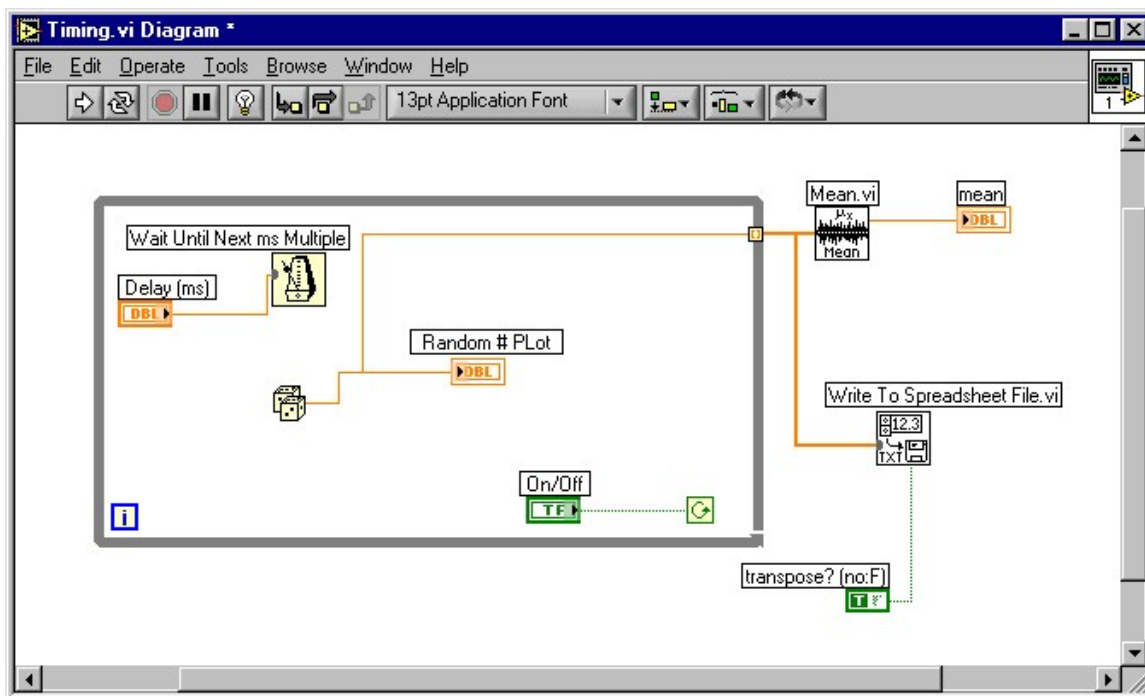 Timing.vi Diagram *
File Edit Operate Tools Browse Window Help
13pt Application Font
1
Mean.vi
mean
μx
DBL
Mean
Wait Until Next ms Multiple
Delay (ms)
DBL
Random # PLot
DBL
Write To Spreadsheet File.vi
12.3
TXT
On/Off
TF
i
transpose? (no:F)
T F